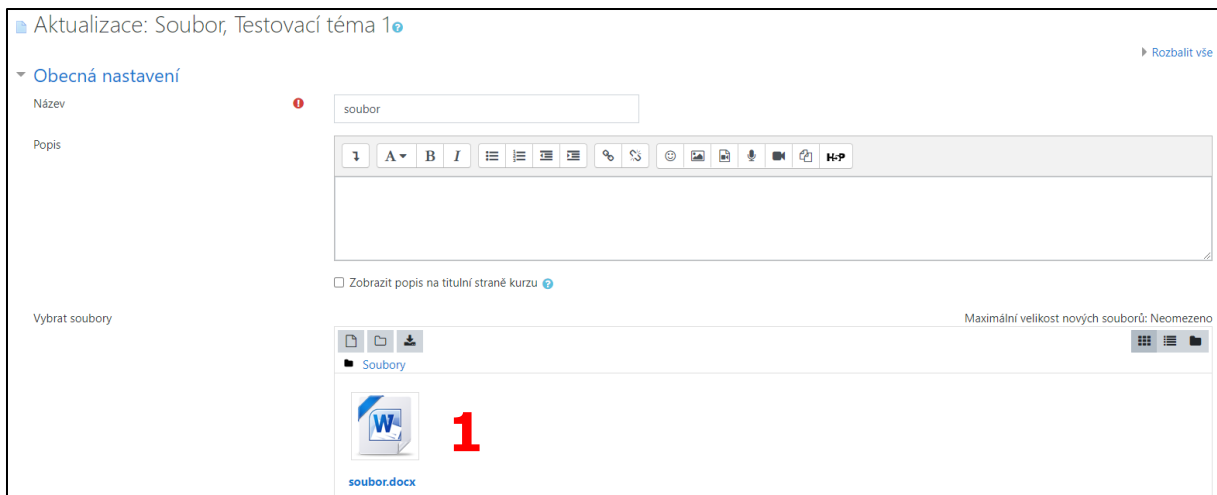 Aktualizace: Soubor, Testovací téma 1
Rozbalit vše
Obecná nastavení
Název
soubor
Popis
A B I H5P
Zobrazit popis na titulní straně kurzu
Vybrat soubory
Maximální velikost nových souborů: Neomezeno
Soubory
W
1
soubor.docx